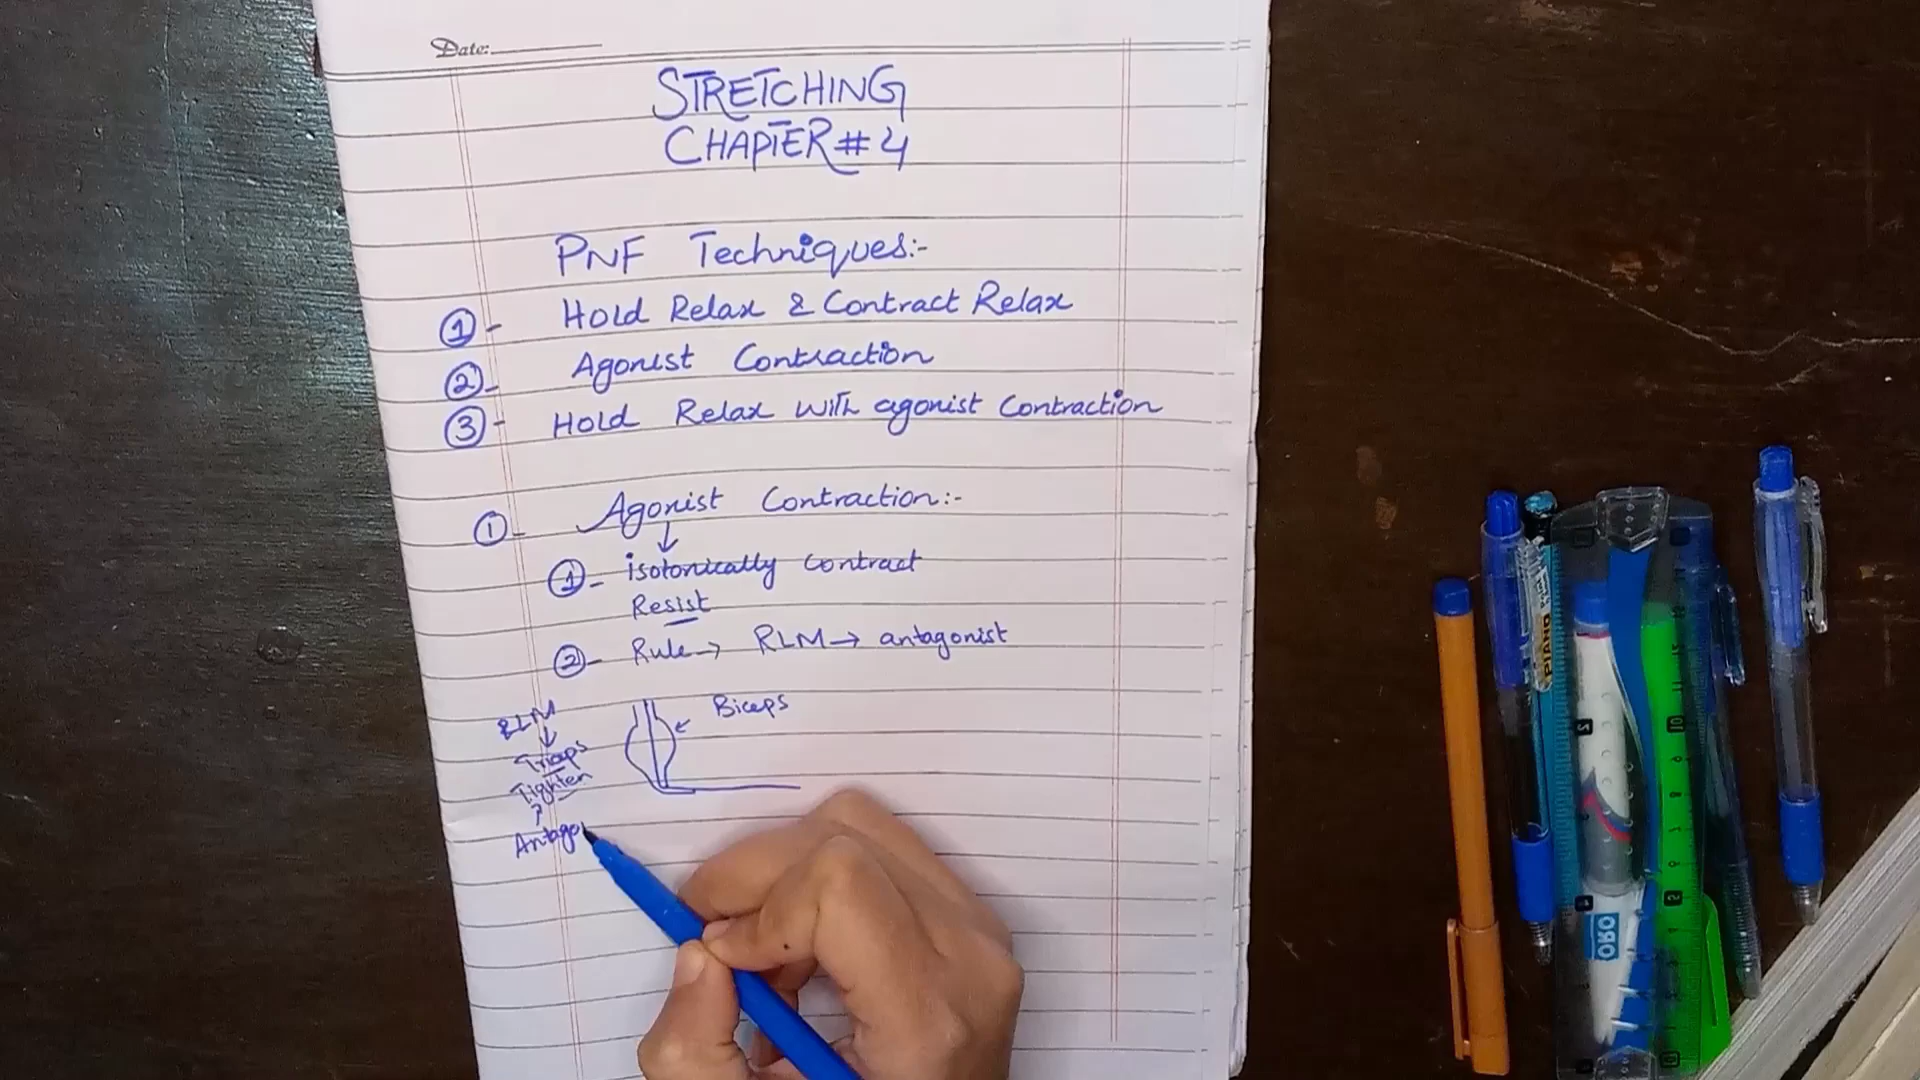 Date:
STRETCHING
CHAPTER # 4
PNF Techniques:-
① - Hold Relax & Contract Relax
② - Agonist Contraction
③ - Hold Relax with agonist Contraction
① - Agonist Contraction:-
↓
① - isotonically contract
Resist
② - Rule → RLM → antagonist
RLM
↓
Triceps
Tighten
Antago
← Biceps
PIANO
ORO